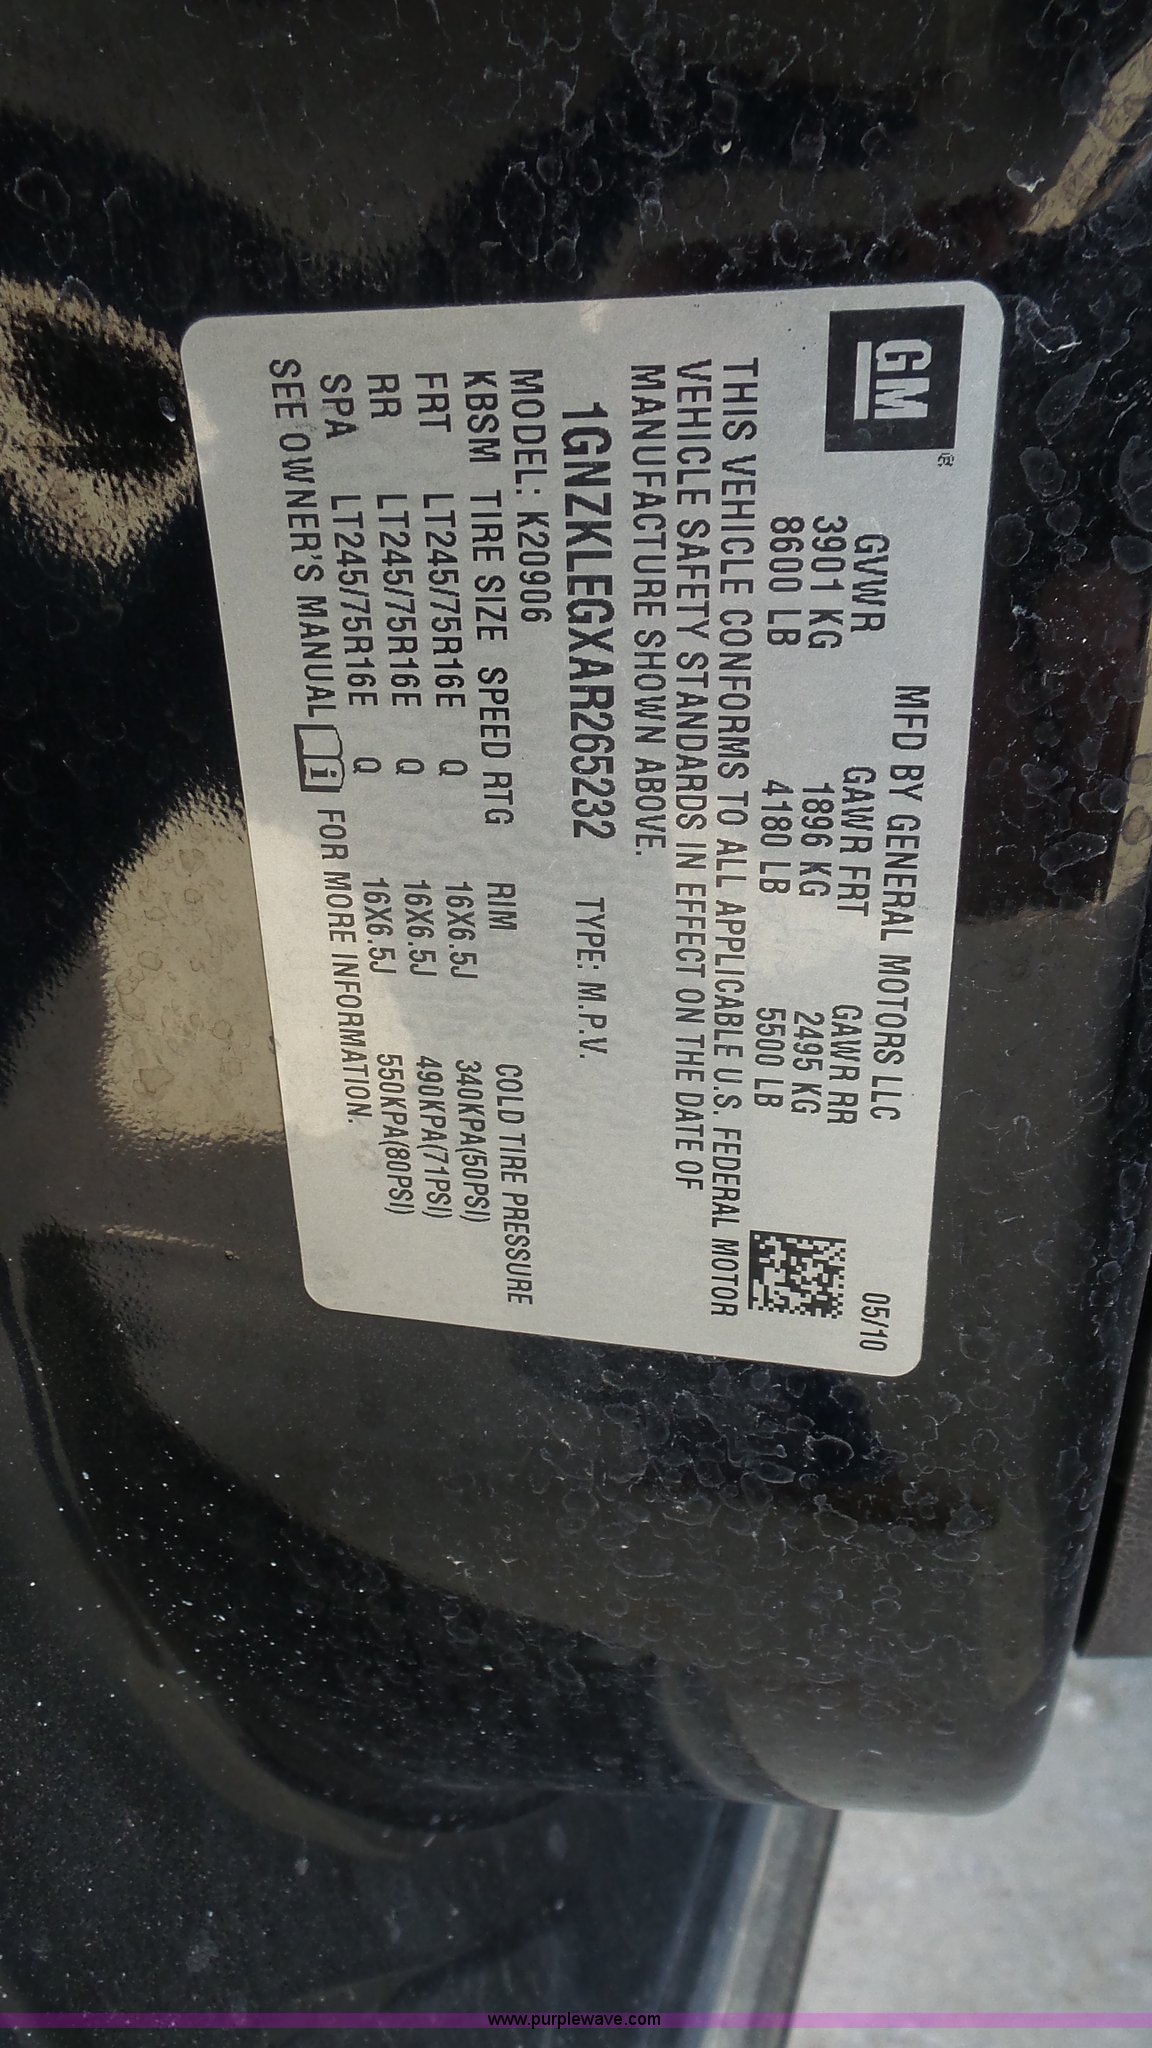 GM
MFD BY GENERAL MOTORS LLC 05/10
GVWR GAWR FRT GAWR RR
3901 KG 1896 KG 2495 KG
8600 LB 4180 LB 5500 LB
THIS VEHICLE CONFORMS TO ALL APPLICABLE U.S. FEDERAL MOTOR
VEHICLE SAFETY STANDARDS IN EFFECT ON THE DATE OF
MANUFACTURE SHOWN ABOVE.
1GNZKLEGXAR265232 TYPE: M.P.V.
MODEL: K20906
KBSM TIRE SIZE SPEED RTG RIM COLD TIRE PRESSURE
FRT LT245/75R16E Q 16X6.5J 340KPA(50PSI)
RR LT245/75R16E Q 16X6.5J 490KPA(71PSI)
SPA LT245/75R16E Q 16X6.5J 550KPA(80PSI)
SEE OWNER'S MANUAL i FOR MORE INFORMATION.
www.purplewave.com